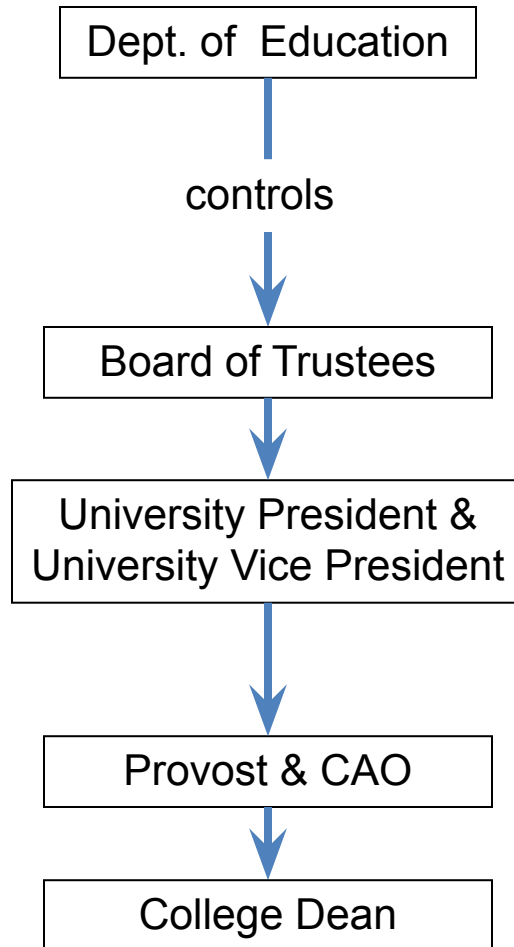 Dept. of Education
controls
Board of Trustees
University President &
University Vice President
Provost & CAO
College Dean